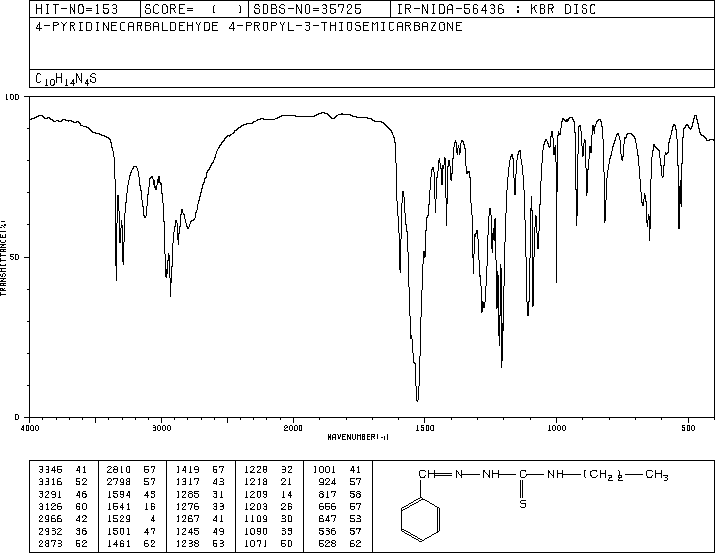 HIT-NO=153 SCORE= ( ) SDBS-NO=35725 IR-NIDA-56436 : KBR DISC
4-PYRIDINECARBALDEHYDE 4-PROPYL-3-THIOSEMICARBAZONE
C10H14N4S
100
50
0
TRANSMITTANCE(%)
4000 3000 2000 1500 1000 500
WAVENUMBER(-1)
3345 41 2810 57 1419 57 1228 32 1001 41
3316 52 2798 57 1317 43 1218 21 924 57
3291 46 1594 43 1285 31 1209 14 817 58
3126 60 1541 16 1276 33 1203 26 666 57
2966 42 1529 4 1267 41 1109 30 647 53
2932 36 1501 47 1245 49 1090 33 536 57
2873 52 1461 62 1238 53 1071 50 528 62
CH=N—NH—C—NH—(CH2)2—CH3
S